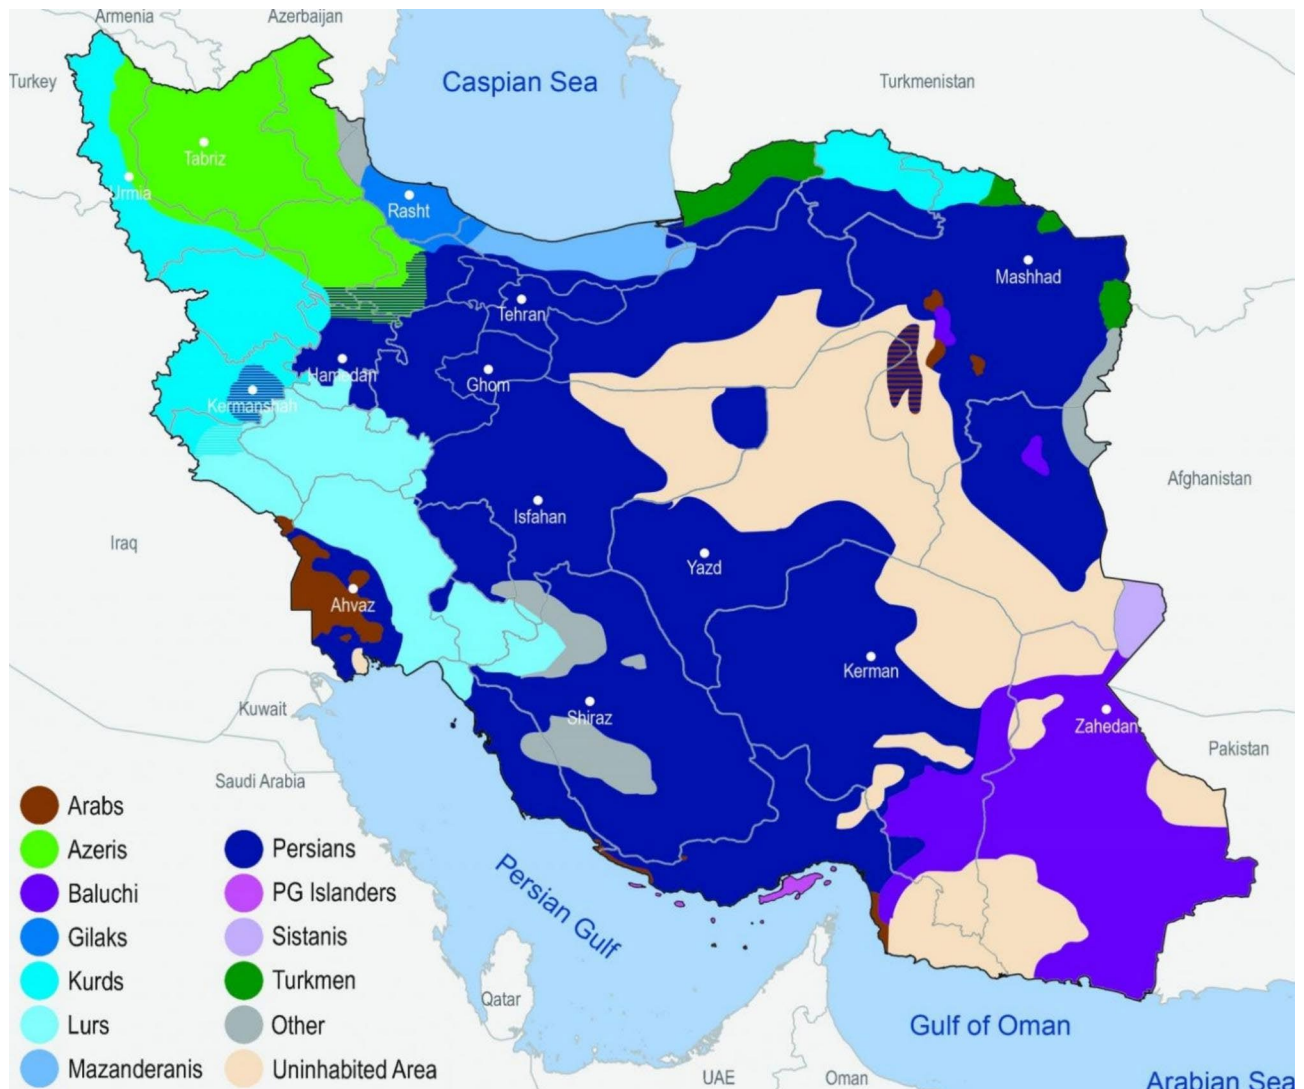 Armenia
Azerbaijan
Turkey
Caspian Sea
Turkmenistan
Tabriz
Urmia
Rasht
Mashhad
Tehran
Hamedan
Ghom
Kermanshah
Afghanistan
Isfahan
Iraq
Yazd
Ahvaz
Kerman
Kuwait
Shiraz
Zahedan
Pakistan
Saudi Arabia
Persian Gulf
Qatar
Gulf of Oman
UAE
Oman
Arabian Sea
Arabs
Azeris
Baluchi
Gilaks
Kurds
Lurs
Mazanderanis
Persians
PG Islanders
Sistanis
Turkmen
Other
Uninhabited Area